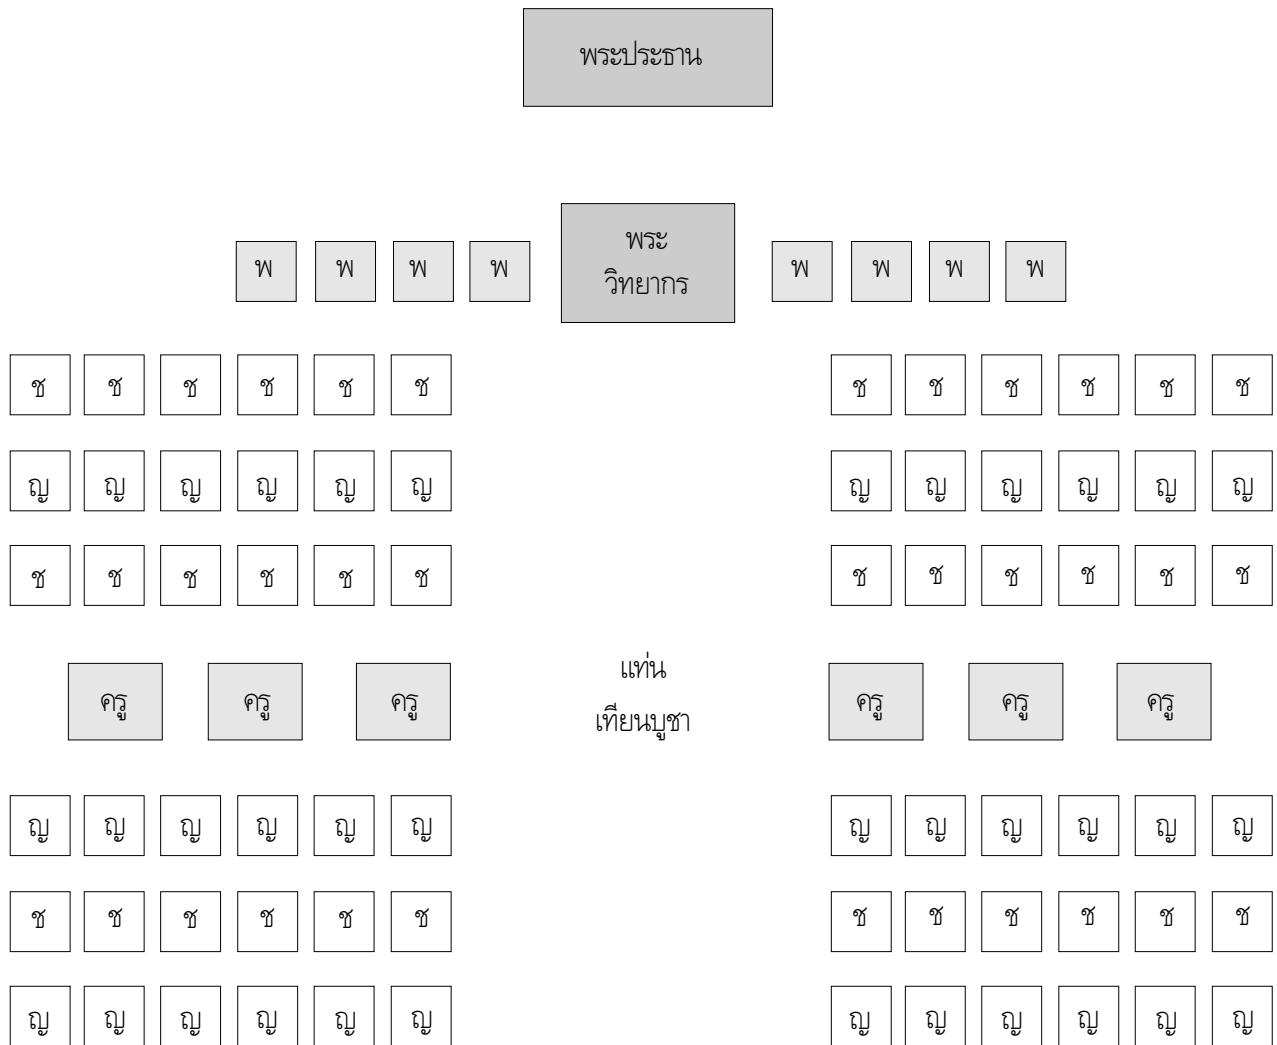 พระประธาน
พระ
วิทยากร
พ พ พ พ พ พ พ พ
ช ช ช ช ช ช ช ช ช ช ช ช
ญ ญ ญ ญ ญ ญ ญ ญ ญ ญ ญ ญ
ช ช ช ช ช ช ช ช ช ช ช ช
แท่น
เทียนบูชา
ครู ครู ครู ครู ครู ครู
ญ ญ ญ ญ ญ ญ ญ ญ ญ ญ ญ ญ
ช ช ช ช ช ช ช ช ช ช ช ช
ญ ญ ญ ญ ญ ญ ญ ญ ญ ญ ญ ญ